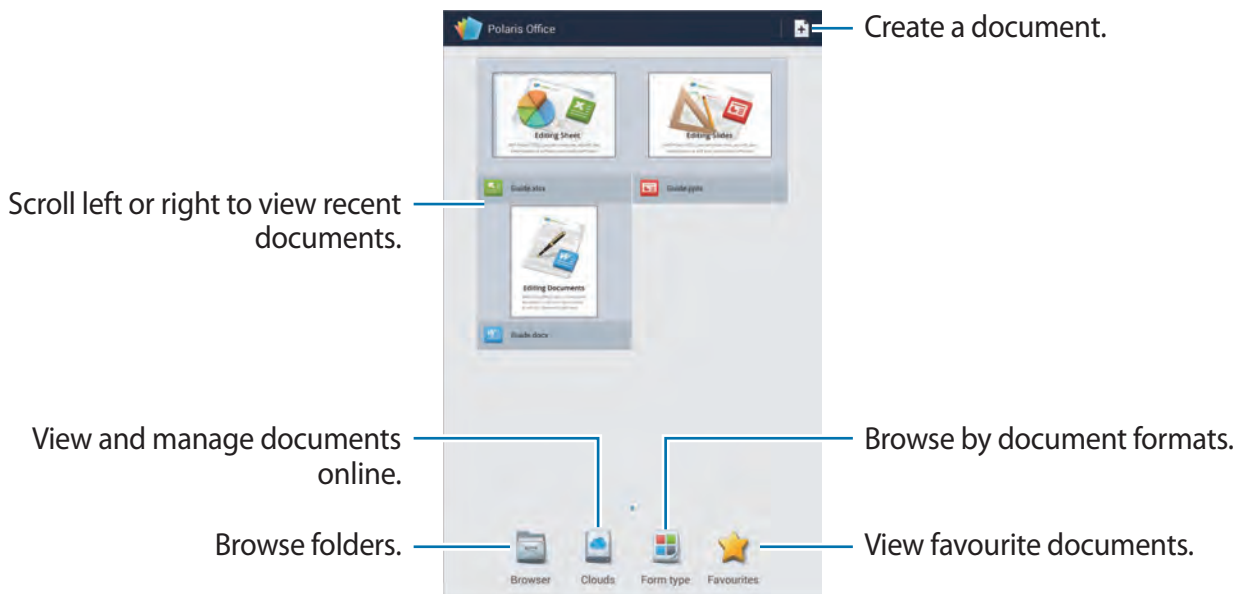 Polaris Office
Create a document.
Editing Sheet
Editing Slides
Guide.xlsx
Guide.pptx
Scroll left or right to view recent
documents.
Editing Documents
Guide.docx
View and manage documents
online.
Browse by document formats.
Browse folders.
View favourite documents.
Browser
Clouds
Form type
Favourites